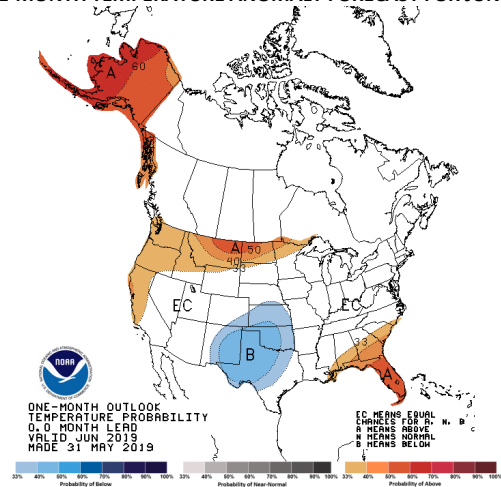 A
60
A
50
40
33
EC
EC
B
33
A
NOAA
ONE-MONTH OUTLOOK
TEMPERATURE PROBABILITY
0.0 MONTH LEAD
VALID JUN 2019
MADE 31 MAY 2019
EC MEANS EQUAL
CHANCES FOR A, N, B
A MEANS ABOVE
N MEANS NORMAL
B MEANS BELOW
33% 40% 50% 60% 70% 80% 90% 100%
Probability of Below
33% 40% 50% 60% 70% 80% 90% 100%
Probability of Near-Normal
33% 40% 50% 60% 70% 80% 90% 100%
Probability of Above